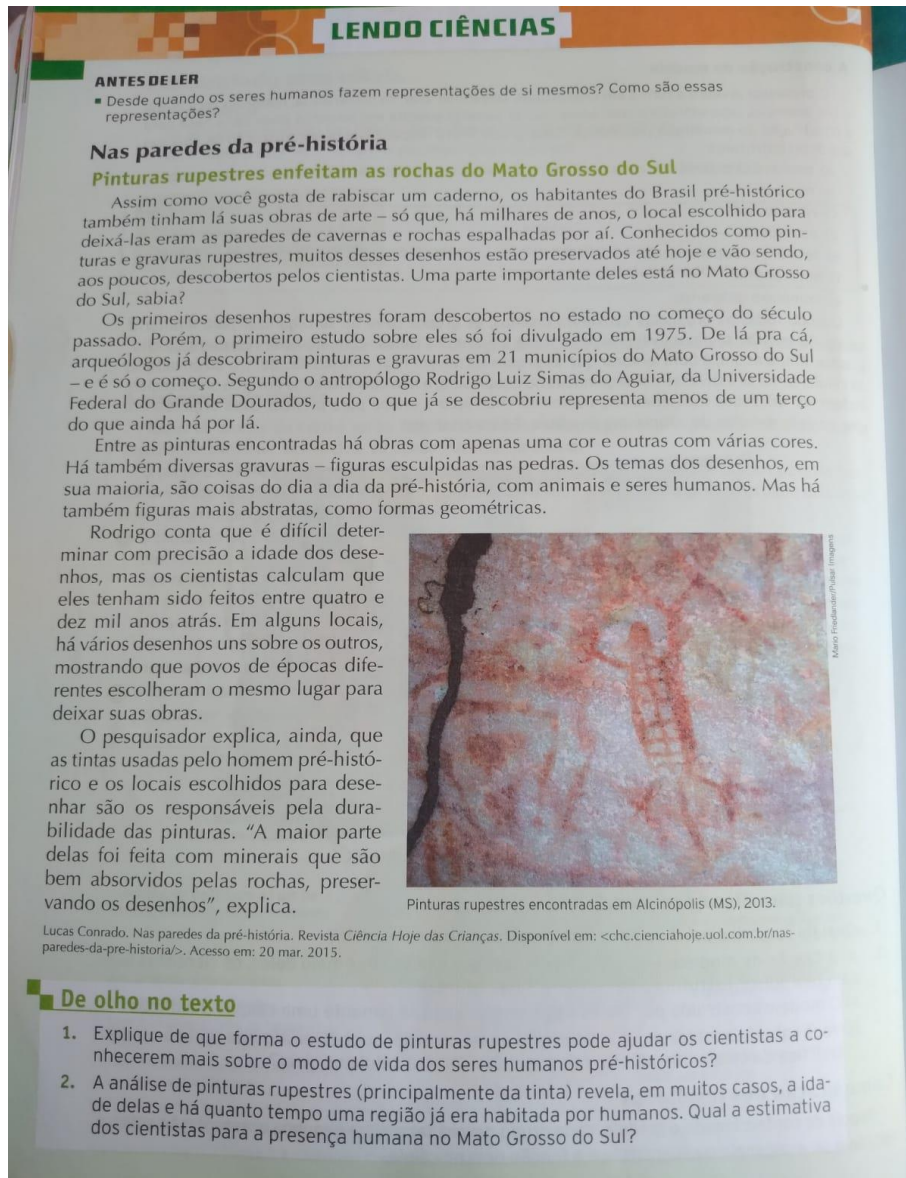 LENDO CIÊNCIAS
ANTES DE LER
▪ Desde quando os seres humanos fazem representações de si mesmos? Como são essas
representações?
Nas paredes da pré-história
Pinturas rupestres enfeitam as rochas do Mato Grosso do Sul
Assim como você gosta de rabiscar um caderno, os habitantes do Brasil pré-histórico
também tinham lá suas obras de arte – só que, há milhares de anos, o local escolhido para
deixá-las eram as paredes de cavernas e rochas espalhadas por aí. Conhecidos como pin-
turas e gravuras rupestres, muitos desses desenhos estão preservados até hoje e vão sendo,
aos poucos, descobertos pelos cientistas. Uma parte importante deles está no Mato Grosso
do Sul, sabia?
Os primeiros desenhos rupestres foram descobertos no estado no começo do século
passado. Porém, o primeiro estudo sobre eles só foi divulgado em 1975. De lá pra cá,
arqueólogos já descobriram pinturas e gravuras em 21 municípios do Mato Grosso do Sul
– e é só o começo. Segundo o antropólogo Rodrigo Luiz Simas do Aguiar, da Universidade
Federal do Grande Dourados, tudo o que já se descobriu representa menos de um terço
do que ainda há por lá.
Entre as pinturas encontradas há obras com apenas uma cor e outras com várias cores.
Há também diversas gravuras – figuras esculpidas nas pedras. Os temas dos desenhos, em
sua maioria, são coisas do dia a dia da pré-história, com animais e seres humanos. Mas há
também figuras mais abstratas, como formas geométricas.
Rodrigo conta que é difícil deter-
minar com precisão a idade dos dese-
nhos, mas os cientistas calculam que
eles tenham sido feitos entre quatro e
dez mil anos atrás. Em alguns locais,
há vários desenhos uns sobre os outros,
mostrando que povos de épocas dife-
rentes escolheram o mesmo lugar para
deixar suas obras.
O pesquisador explica, ainda, que
as tintas usadas pelo homem pré-histó-
rico e os locais escolhidos para dese-
nhar são os responsáveis pela dura-
bilidade das pinturas. “A maior parte
delas foi feita com minerais que são
bem absorvidos pelas rochas, preser-
vando os desenhos”, explica.
Mario Friedlander/Pulsar Imagens
Pinturas rupestres encontradas em Alcinópolis (MS), 2013.
Lucas Conrado. Nas paredes da pré-história. Revista Ciência Hoje das Crianças. Disponível em: <chc.cienciahoje.uol.com.br/nas-
paredes-da-pre-historia/>. Acesso em: 20 mar. 2015.
De olho no texto
1. Explique de que forma o estudo de pinturas rupestres pode ajudar os cientistas a co-
nhecerem mais sobre o modo de vida dos seres humanos pré-históricos?
2. A análise de pinturas rupestres (principalmente da tinta) revela, em muitos casos, a ida-
de delas e há quanto tempo uma região já era habitada por humanos. Qual a estimativa
dos cientistas para a presença humana no Mato Grosso do Sul?